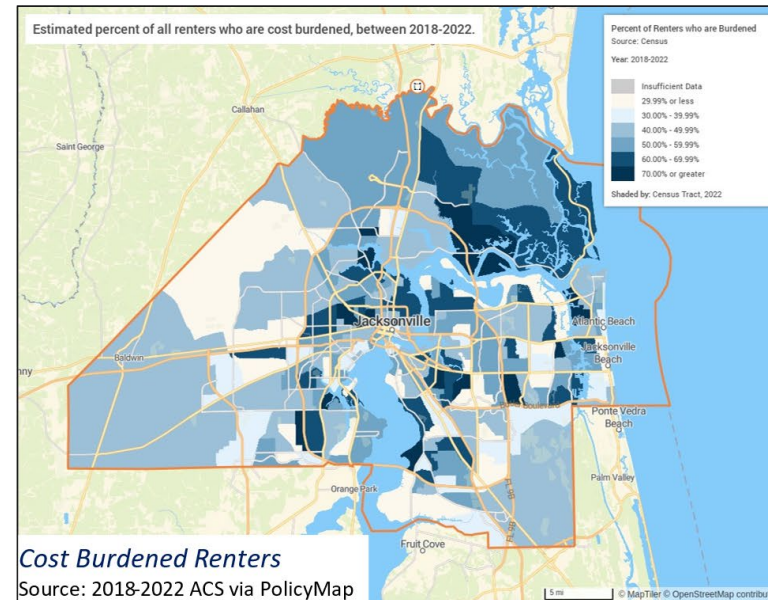 Estimated percent of all renters who are cost burdened, between 2018-2022.
Percent of Renters who are Burdened
Source: Census
Year: 2018-2022
Insufficient Data
29.99% or less
30.00% - 39.99%
40.00% - 49.99%
50.00% - 59.99%
60.00% - 69.99%
70.00% or greater
Shaded by: Census Tract, 2022
Callahan
Saint George
Jacksonville
Atlantic Beach
Jacksonville
Beach
Baldwin
nny
Ponte Vedra
Beach
Palm Valley
Orange Park
Fruit Cove
Cost Burdened Renters
Source: 2018-2022 ACS via PolicyMap
5 mi
© MapTiler © OpenStreetMap contribut